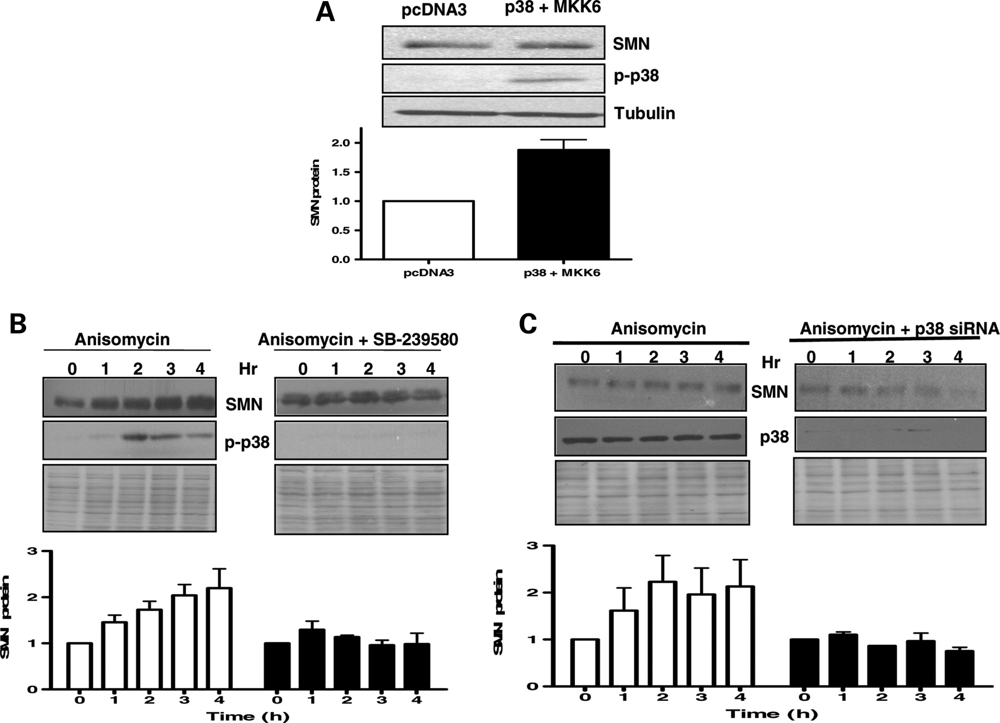 A
pcDNA3 p38 + MKK6
SMN
p-p38
Tubulin
2.0
1.5
1.0
0.5
0.0
SMN protein
pcDNA3 p38 + MKK6
B
Anisomycin Anisomycin + SB-239580
0 1 2 3 4 Hr 0 1 2 3 4
SMN
p-p38
3
2
1
0
SMN protein
0 1 2 3 4 0 1 2 3 4
Time (h)
C
Anisomycin Anisomycin + p38 siRNA
0 1 2 3 4 Hr 0 1 2 3 4
SMN
p38
3
2
1
0
SMN protein
0 1 2 3 4 0 1 2 3 4
Time (h)